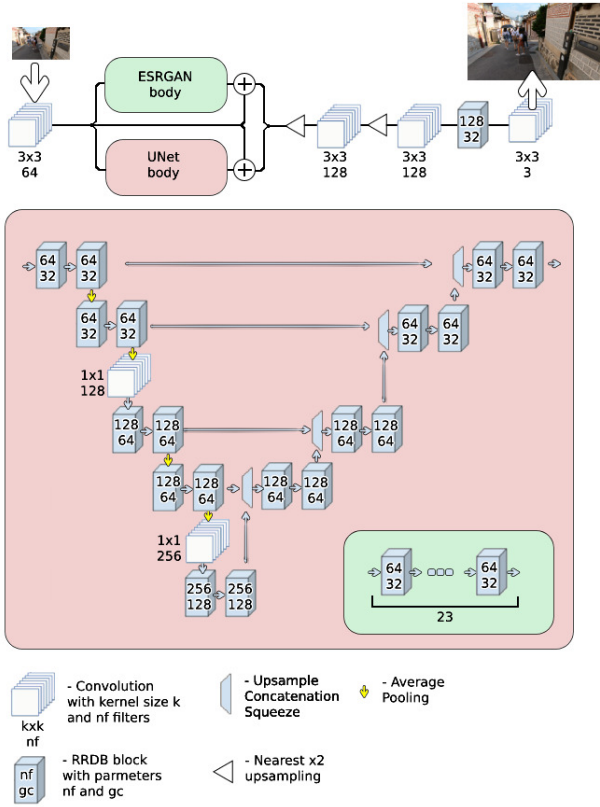 ESRGAN
body
UNet
body
3x3
64
3x3
128
3x3
128
128
32
3x3
3
64
32
64
32
64
32
64
32
64
32
64
32
64
32
64
32
1x1
128
128
64
128
64
128
64
128
64
128
64
128
64
128
64
128
64
1x1
256
256
128
256
128
64
32
64
32
23
kxk
nf
- Convolution
with kernel size k
and nf filters
- Upsample
Concatenation
Squeeze
- Average
Pooling
nf
gc
- RRDB block
with parmeters
nf and gc
- Nearest x2
upsampling